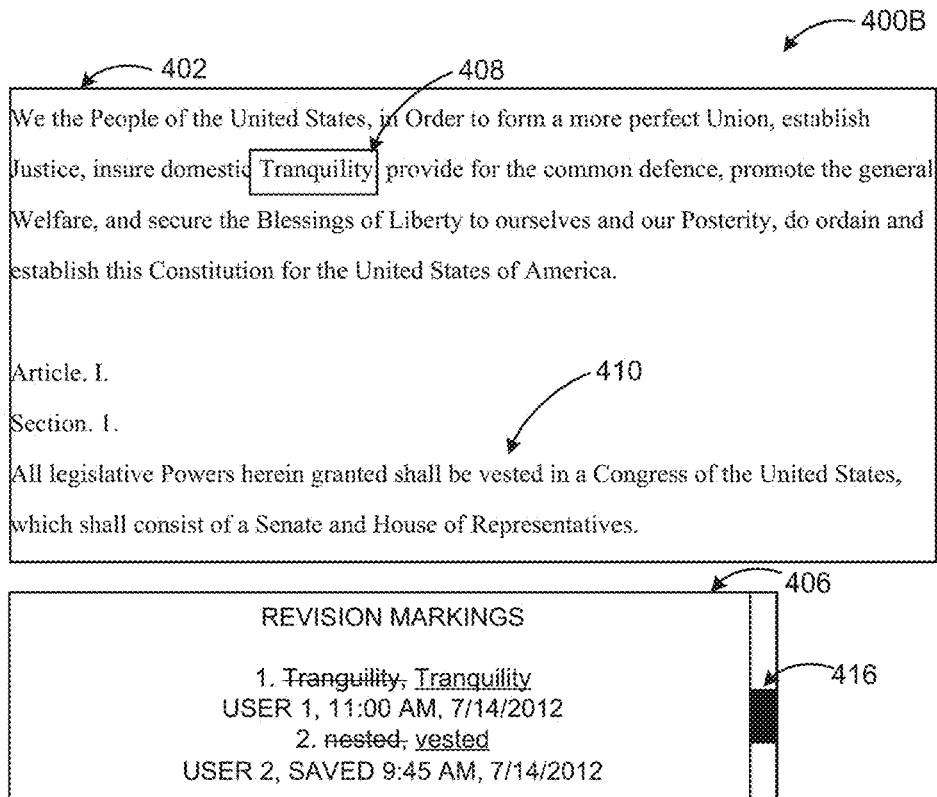 400B
402
408
We the People of the United States, in Order to form a more perfect Union, establish
Justice, insure domestic Tranquility, provide for the common defence, promote the general
Welfare, and secure the Blessings of Liberty to ourselves and our Posterity, do ordain and
establish this Constitution for the United States of America.
Article. I.
410
Section. 1.
All legislative Powers herein granted shall be vested in a Congress of the United States,
which shall consist of a Senate and House of Representatives.
406
REVISION MARKINGS
416
1. Tranguility, Tranquility
USER 1, 11:00 AM, 7/14/2012
2. nested, vested
USER 2, SAVED 9:45 AM, 7/14/2012